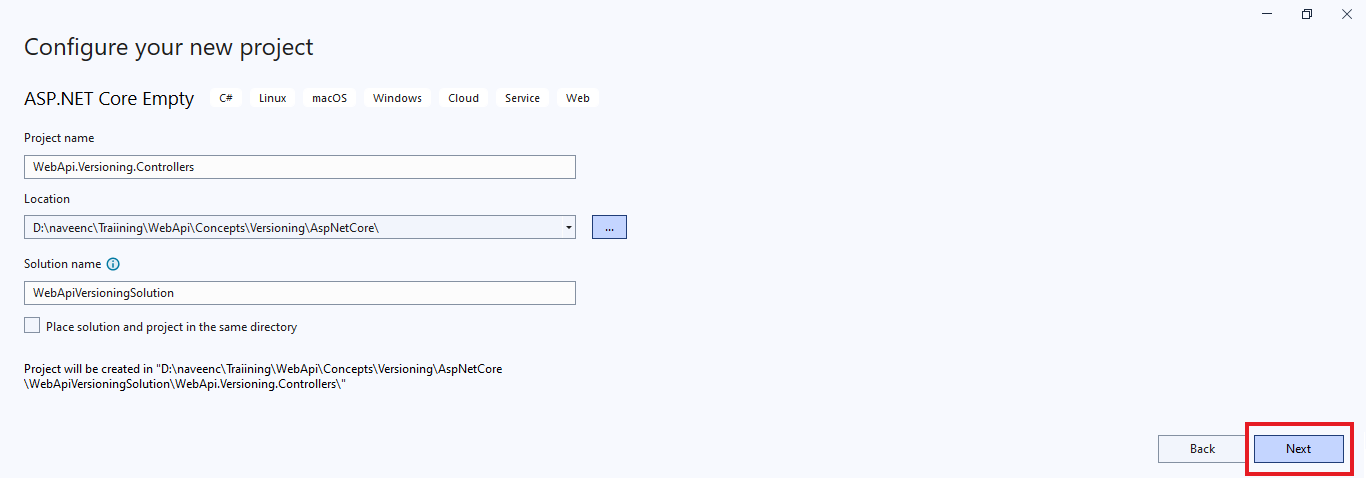 Configure your new project
ASP.NET Core Empty C# Linux macOS Windows Cloud Service Web
Project name
WebApi.Versioning.Controllers
Location
D:\naveenc\Traiining\WebApi\Concepts\Versioning\AspNetCore\
...
Solution name
WebApiVersioningSolution
Place solution and project in the same directory
Project will be created in "D:\naveenc\Traiining\WebApi\Concepts\Versioning\AspNetCore
\WebApiVersioningSolution\WebApi.Versioning.Controllers\"
Back Next